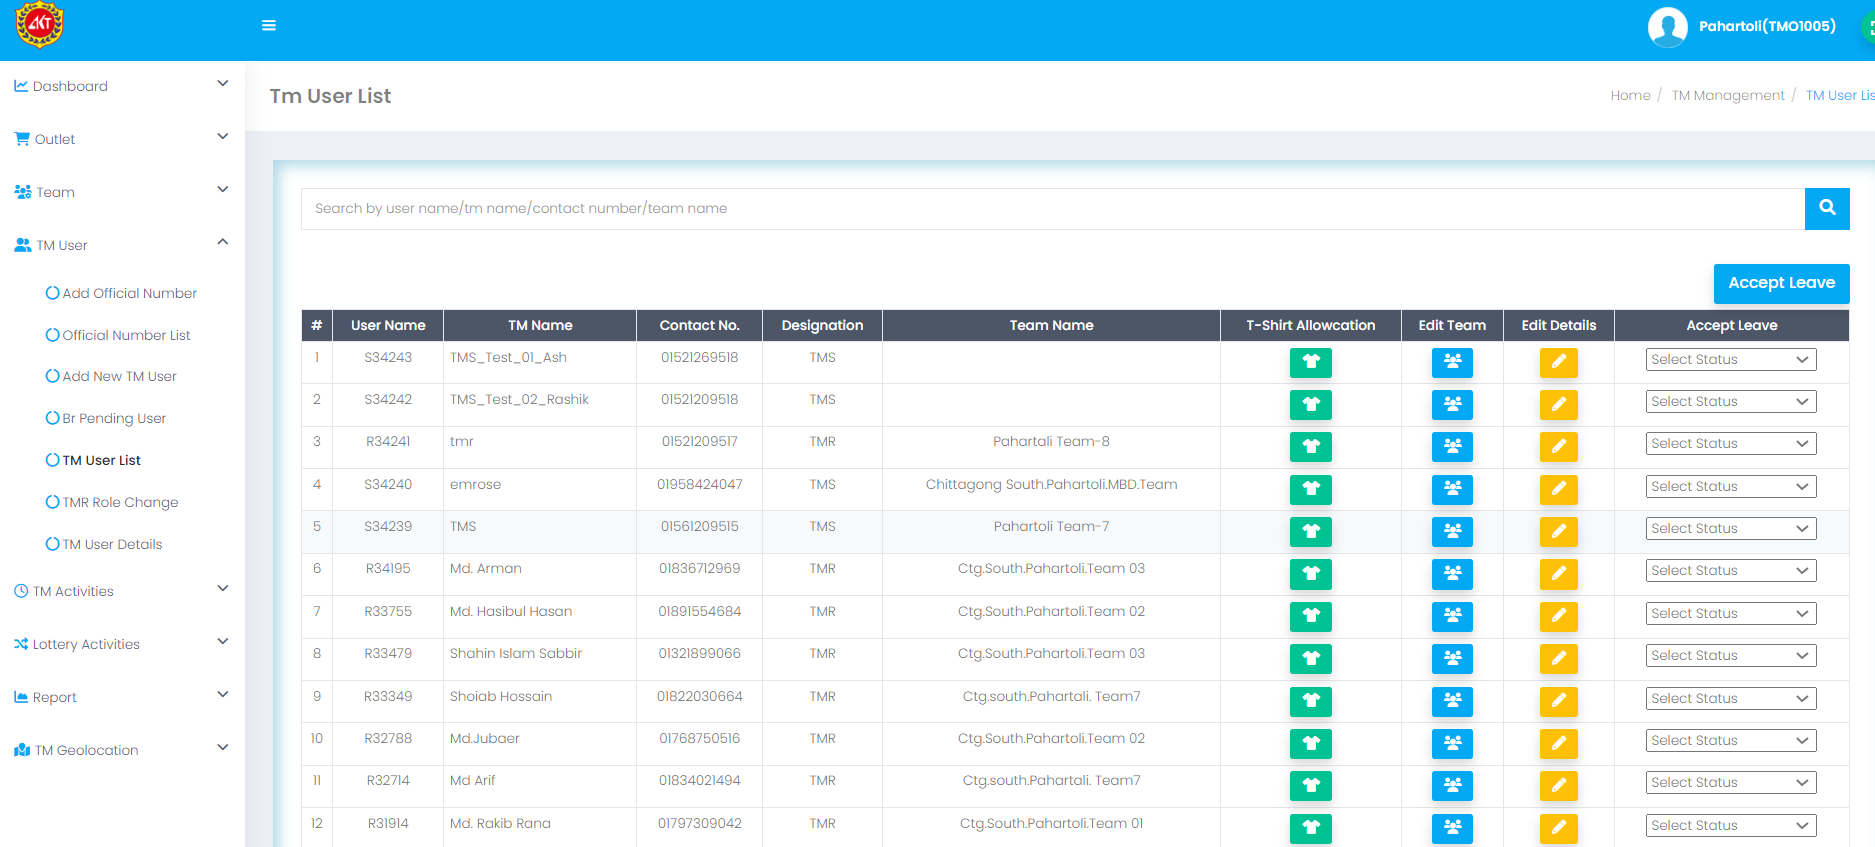 AKT
Pahartoli(TMO1005)
Dashboard
Outlet
Team
TM User
Add Official Number
Official Number List
Add New TM User
Br Pending User
TM User List
TMR Role Change
TM User Details
TM Activities
Lottery Activities
Report
TM Geolocation
Tm User List
Home / TM Management / TM User Lis
Search by user name/tm name/contact number/team name
Accept Leave
# User Name TM Name Contact No. Designation Team Name T-Shirt Allowcation Edit Team Edit Details Accept Leave
1 S34243 TMS_Test_01_Ash 01521269518 TMS Select Status
2 S34242 TMS_Test_02_Rashik 01521209518 TMS Select Status
3 R34241 tmr 01521209517 TMR Pahartali Team-8 Select Status
4 S34240 emrose 01958424047 TMS Chittagong South.Pahartoli.MBD.Team Select Status
5 S34239 TMS 01561209515 TMS Pahartoli Team-7 Select Status
6 R34195 Md. Arman 01836712969 TMR Ctg.South.Pahartoli.Team 03 Select Status
7 R33755 Md. Hasibul Hasan 01891554684 TMR Ctg.South.Pahartoli.Team 02 Select Status
8 R33479 Shahin Islam Sabbir 01321899066 TMR Ctg.South.Pahartoli.Team 03 Select Status
9 R33349 Shoiab Hossain 01822030664 TMR Ctg.south.Pahartali. Team7 Select Status
10 R32788 Md.Jubaer 01768750516 TMR Ctg.South.Pahartoli.Team 02 Select Status
11 R32714 Md Arif 01834021494 TMR Ctg.south.Pahartali. Team7 Select Status
12 R31914 Md. Rakib Rana 01797309042 TMR Ctg.South.Pahartoli.Team 01 Select Status